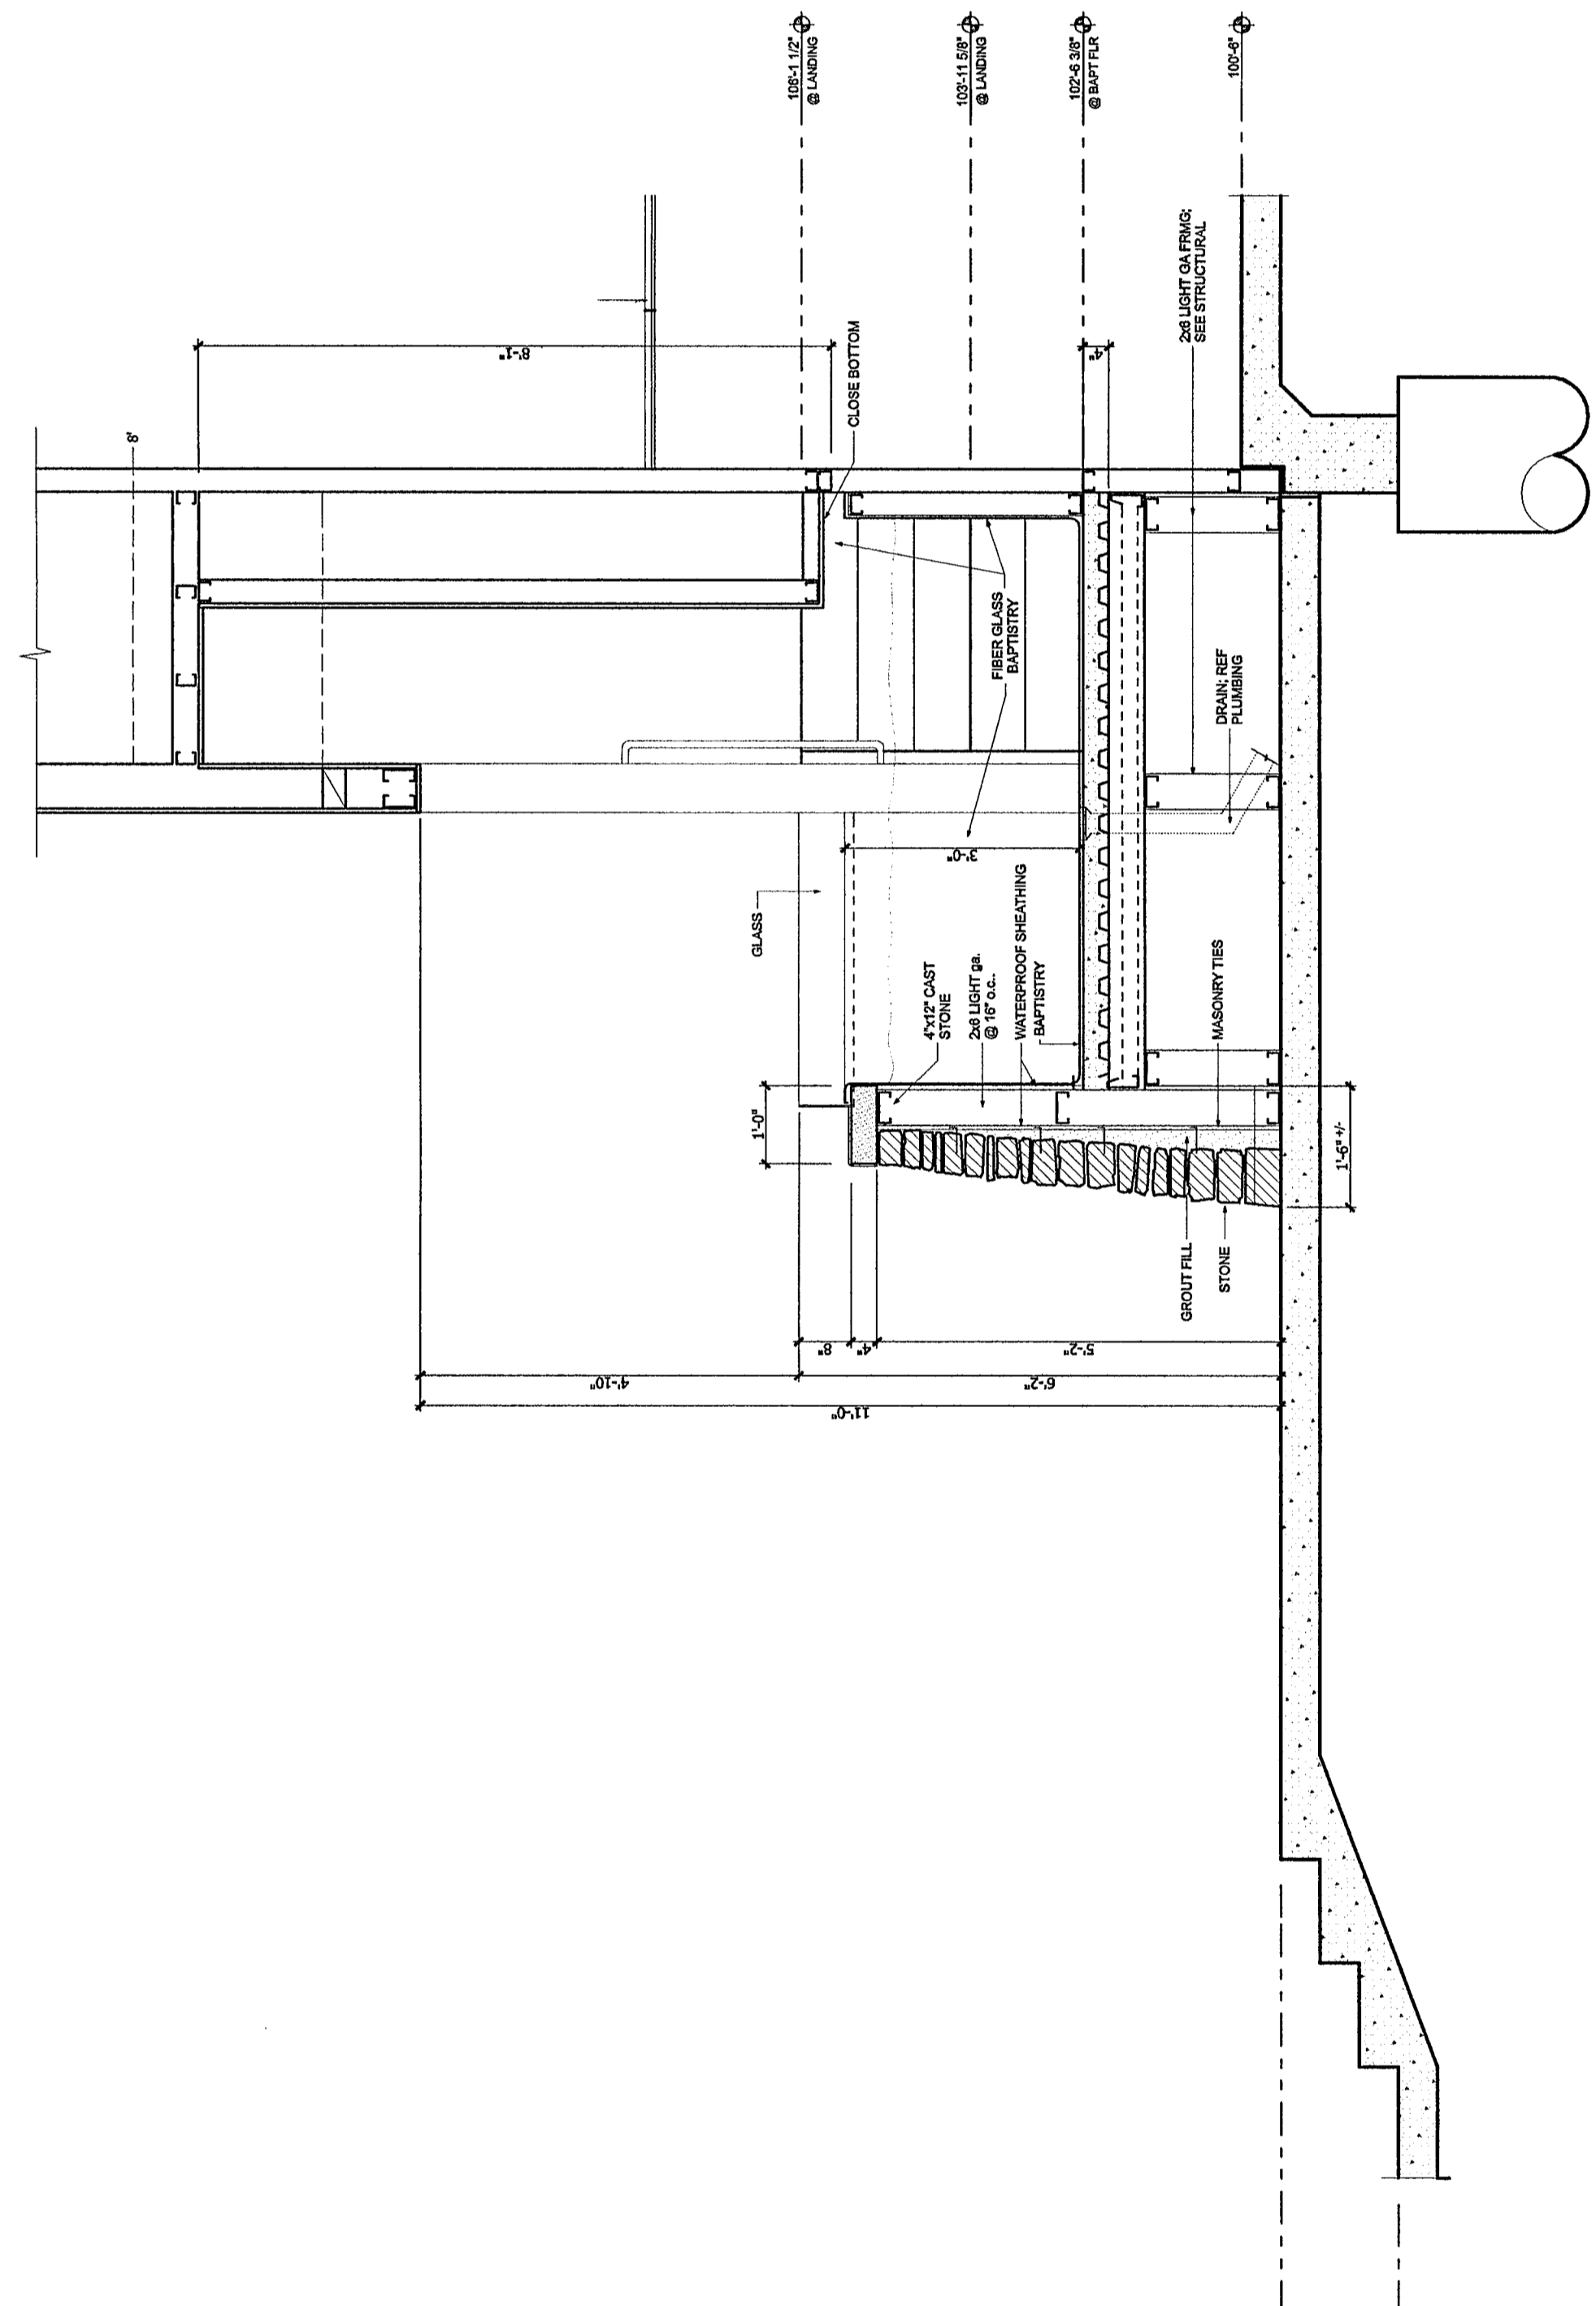 106'-1 1/2"
@ LANDING
103'-11 5/8"
@ LANDING
102'-6 3/8"
@ BAPT FLR
100'-6"
8'
8'-1"
CLOSE BOTTOM
4"
2x6 LIGHT GA FRMG;
SEE STRUCTURAL
FIBER GLASS
BAPTISTRY
DRAIN; REF
PLUMBING
3'-0"
GLASS
4"x12" CAST
STONE
2x6 LIGHT ga.
@ 16" o.c..
WATERPROOF SHEATHING
BAPTISTRY
MASONRY TIES
1'-0"
1'-6" +/-
GROUT FILL
STONE
8"
4"
5'-2"
4'-10"
6'-2"
11'-0"